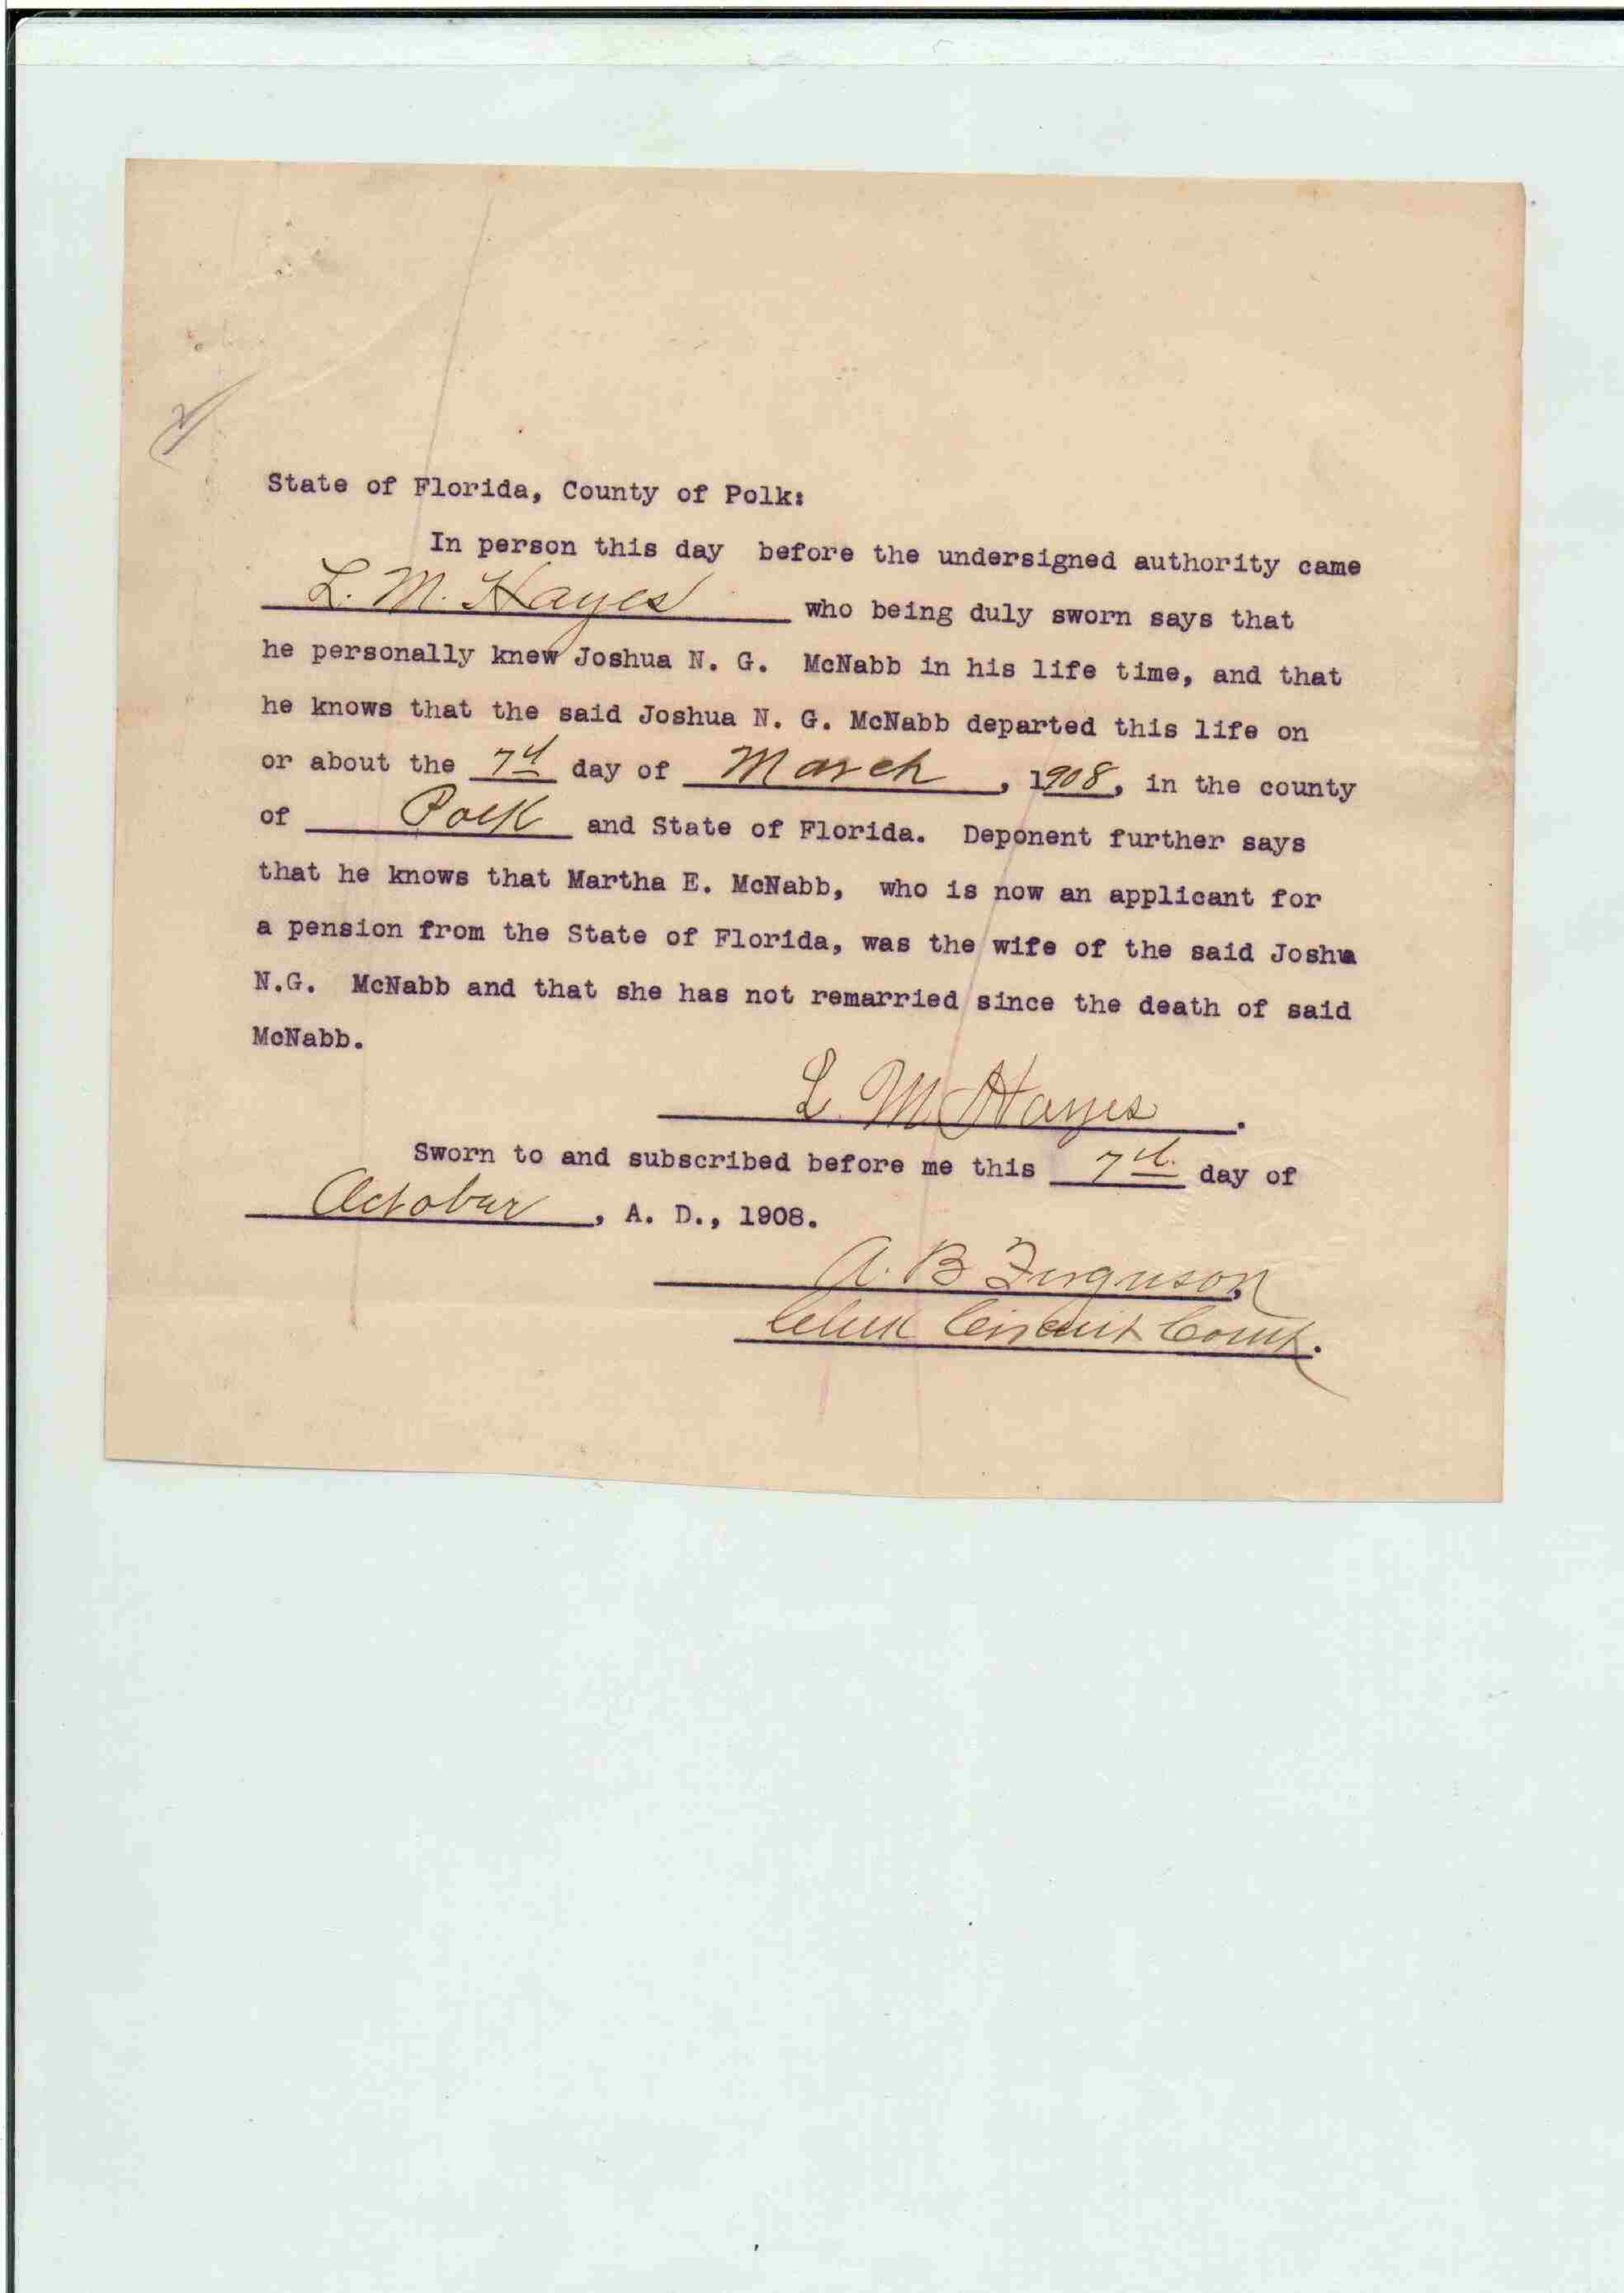 State of Florida, County of Polk:
In person this day before the undersigned authority came
L. M. Hayes who being duly sworn says that
he personally knew Joshua N. G. McNabb in his life time, and that
he knows that the said Joshua N. G. McNabb departed this life on
or about the 7th day of March, 1908, in the county
of Polk and State of Florida. Deponent further says
that he knows that Martha E. McNabb, who is now an applicant for
a pension from the State of Florida, was the wife of the said Joshua
N.G. McNabb and that she has not remarried since the death of said
McNabb.
L M Hayes.
Sworn to and subscribed before me this 7th day of
October, A. D., 1908.
A. B Ferguson,
Clerk Circuit Court.